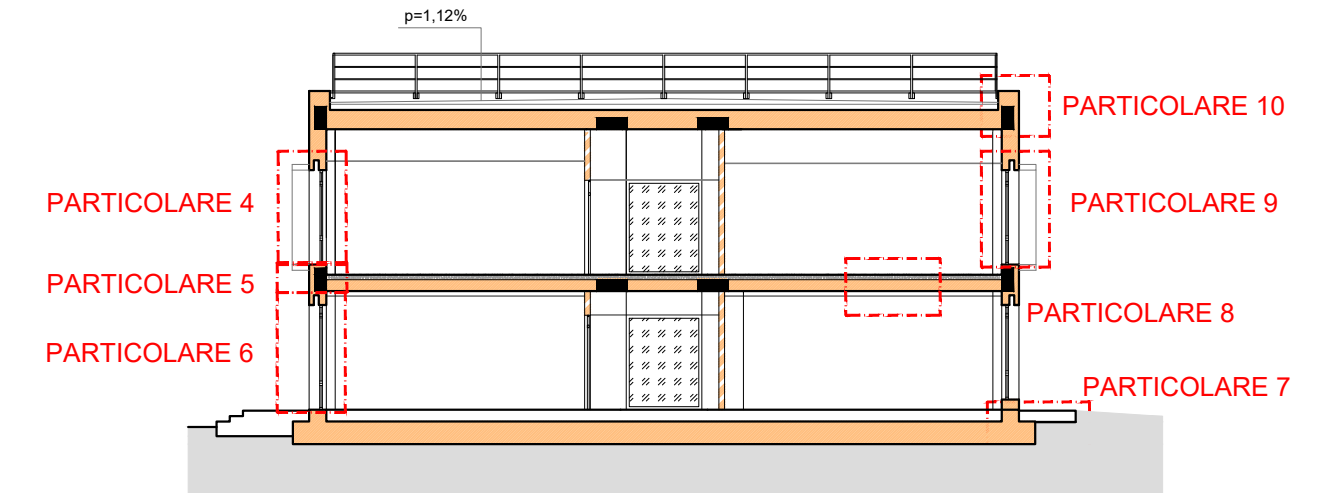 p=1,12%
PARTICOLARE 10
PARTICOLARE 4
PARTICOLARE 9
PARTICOLARE 5
PARTICOLARE 8
PARTICOLARE 6
PARTICOLARE 7